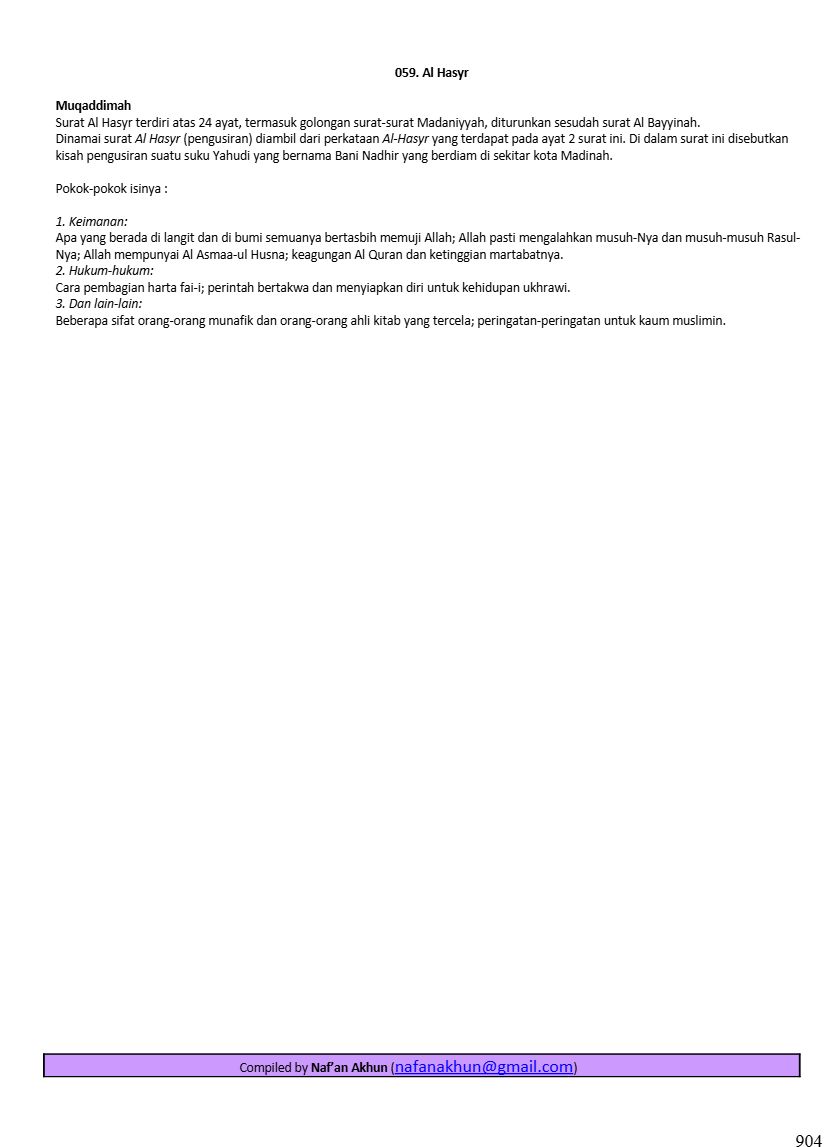 059. Al Hasyr
Muqaddimah
Surat Al Hasyr terdiri atas 24 ayat, termasuk golongan surat-surat Madaniyyah, diturunkan sesudah surat Al Bayyinah.
Dinamai surat Al Hasyr (pengusiran) diambil dari perkataan Al-Hasyr yang terdapat pada ayat 2 surat ini. Di dalam surat ini disebutkan
kisah pengusiran suatu suku Yahudi yang bernama Bani Nadhir yang berdiam di sekitar kota Madinah.
Pokok-pokok isinya :
1. Keimanan:
Apa yang berada di langit dan di bumi semuanya bertasbih memuji Allah; Allah pasti mengalahkan musuh-Nya dan musuh-musuh Rasul-
Nya; Allah mempunyai Al Asmaa-ul Husna; keagungan Al Quran dan ketinggian martabatnya.
2. Hukum-hukum:
Cara pembagian harta fai-i; perintah bertakwa dan menyiapkan diri untuk kehidupan ukhrawi.
3. Dan lain-lain:
Beberapa sifat orang-orang munafik dan orang-orang ahli kitab yang tercela; peringatan-peringatan untuk kaum muslimin.
Compiled by Naf’an Akhun (nafanakhun@gmail.com)
904